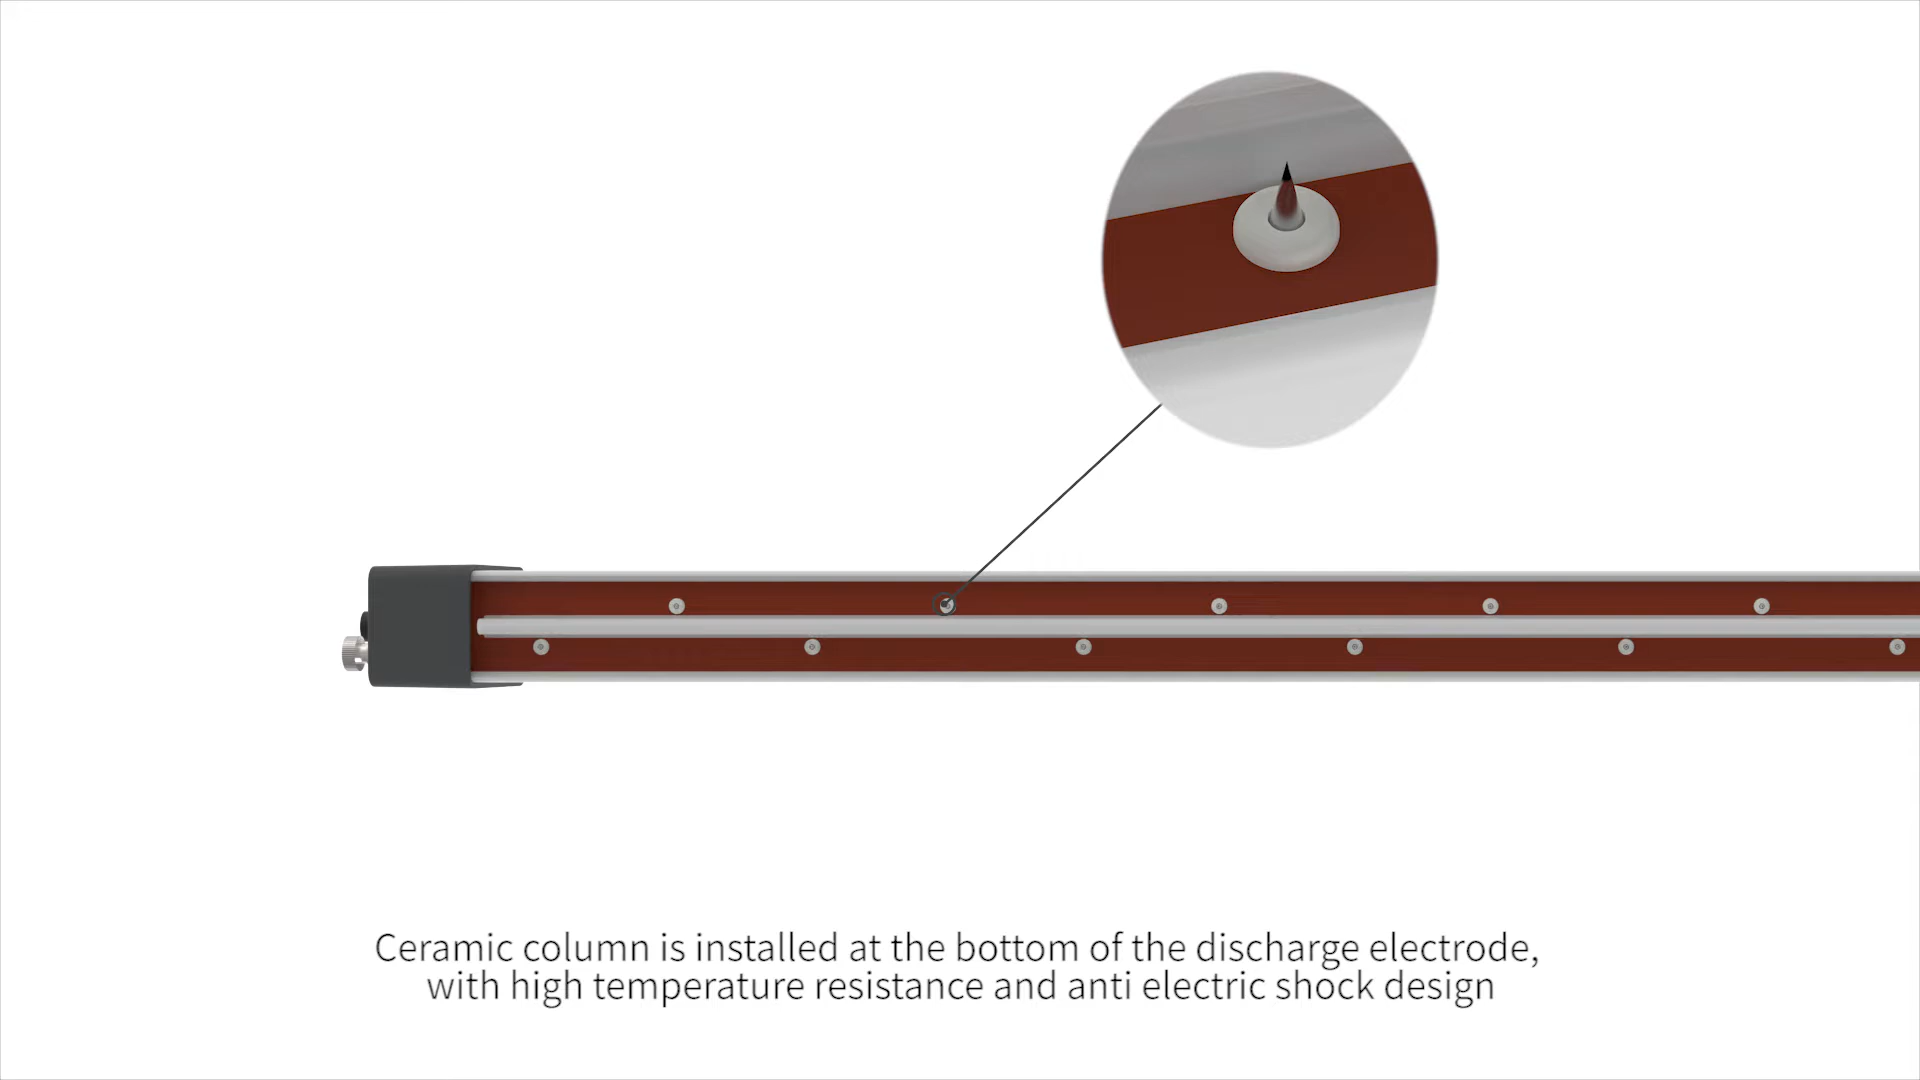 Ceramic column is installed at the bottom of the discharge electrode,
with high temperature resistance and anti electric shock design